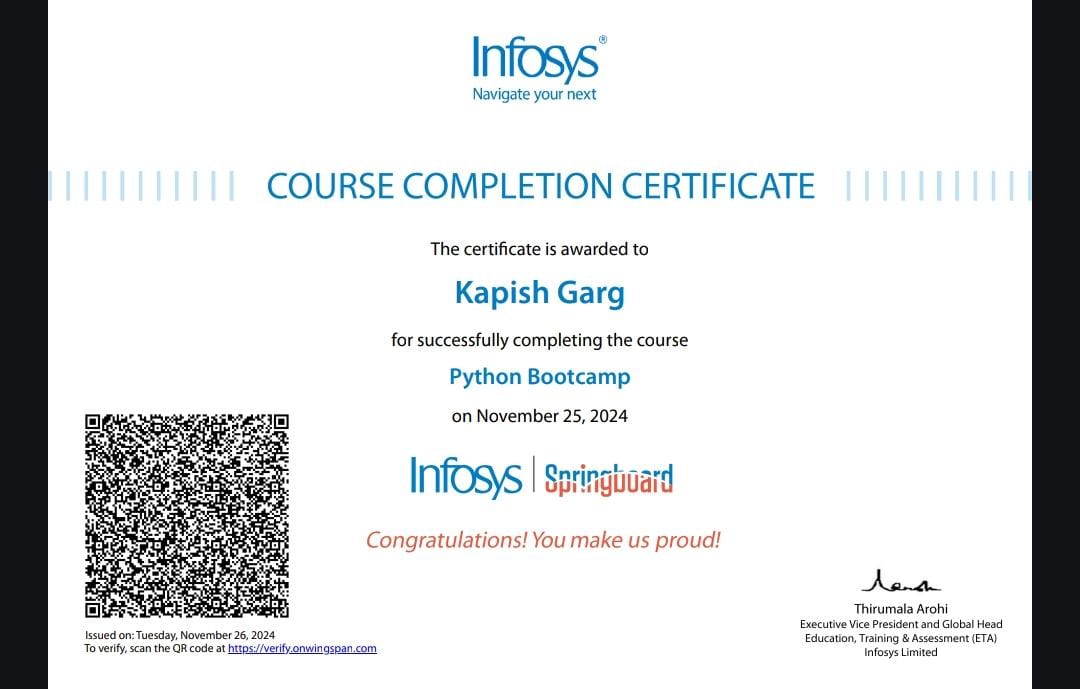 Infosys®
Navigate your next
COURSE COMPLETION CERTIFICATE
The certificate is awarded to
Kapish Garg
for successfully completing the course
Python Bootcamp
on November 25, 2024
Infosys | Springboard
Congratulations! You make us proud!
Issued on: Tuesday, November 26, 2024
To verify, scan the QR code at https://verify.onwingspan.com
Thirumala Arohi
Executive Vice President and Global Head
Education, Training & Assessment (ETA)
Infosys Limited